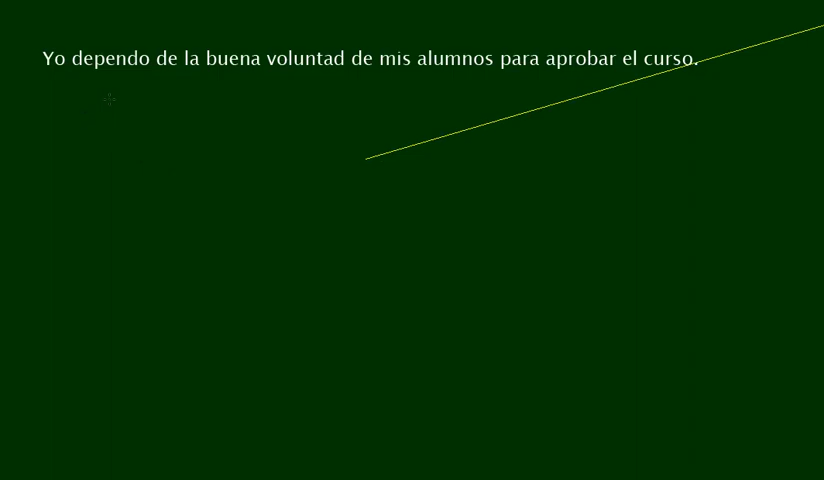 Yo dependo de la buena voluntad de mis alumnos para aprobar el curso.